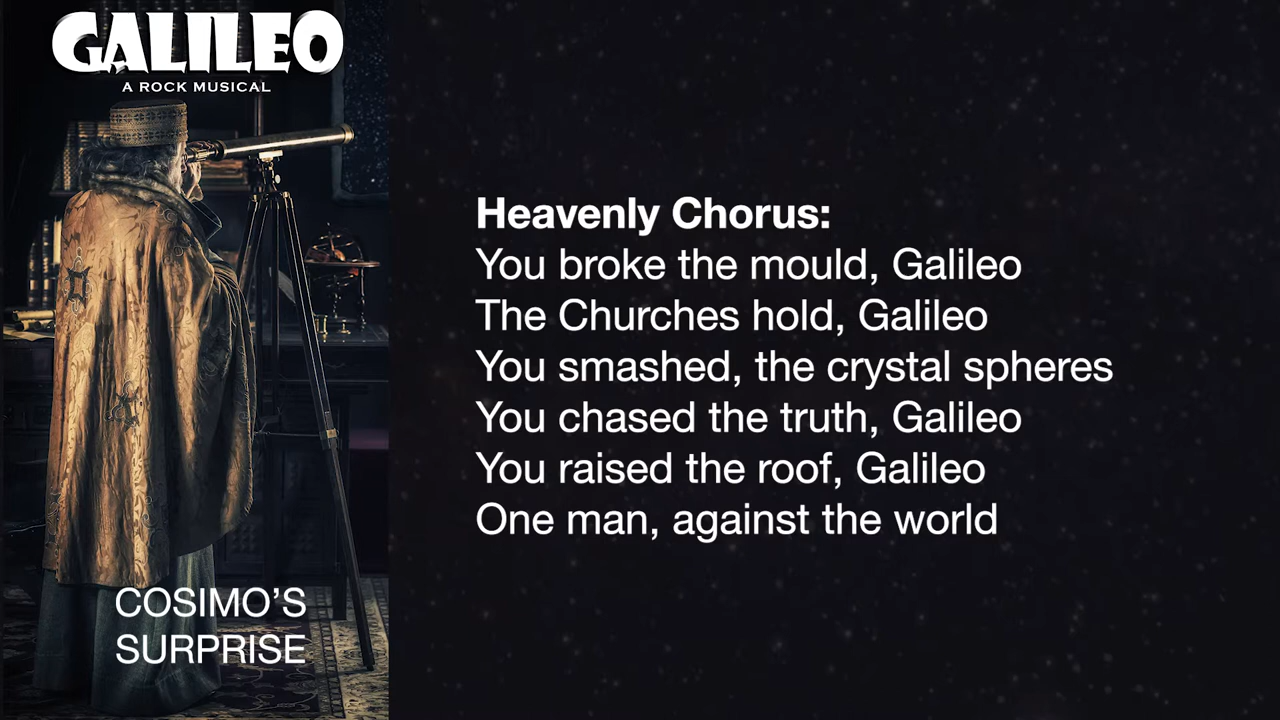 GALILEO
A ROCK MUSICAL
COSIMO'S
SURPRISE
Heavenly Chorus:
You broke the mould, Galileo
The Churches hold, Galileo
You smashed, the crystal spheres
You chased the truth, Galileo
You raised the roof, Galileo
One man, against the world